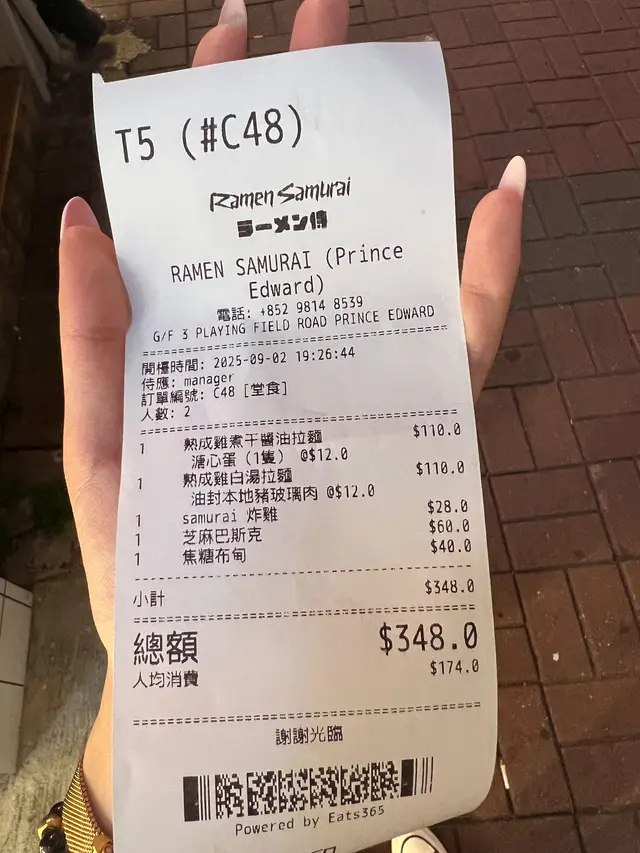 T5 (#C48)
Ramen Samurai
ラーメン侍
RAMEN SAMURAI (Prince
Edward)
電話: +852 9814 8539
G/F 3 PLAYING FIELD ROAD PRINCE EDWARD
開檯時間: 2025-09-02 19:26:44
侍應: manager
訂單編號: C48 [堂食]
人數: 2
1 熟成雞煮干醬油拉麵 $110.0
溏心蛋 (1隻) @$12.0
1 熟成雞白湯拉麵 $110.0
油封本地豬玻璃肉 @$12.0
1 samurai 炸雞 $28.0
1 芝麻巴斯克 $60.0
1 焦糖布甸 $40.0
小計 $348.0
總額 $348.0
人均消費 $174.0
謝謝光臨
Powered by Eats365